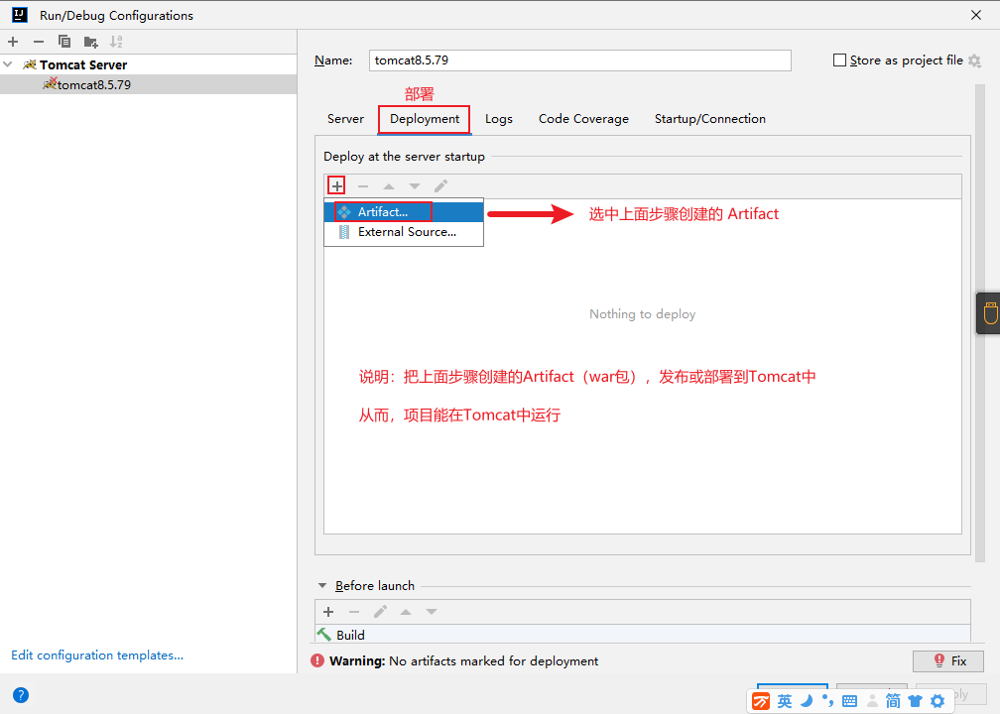 Run/Debug Configurations
Tomcat Server
tomcat8.5.79
Name:
tomcat8.5.79
Store as project file
部署
Server
Deployment
Logs
Code Coverage
Startup/Connection
Deploy at the server startup
Artifact...
选中上面步骤创建的 Artifact
External Source...
Nothing to deploy
说明：把上面步骤创建的Artifact（war包），发布或部署到Tomcat中
从而，项目能在Tomcat中运行
Before launch
Build
Edit configuration templates...
Warning: No artifacts marked for deployment
Fix
英
简